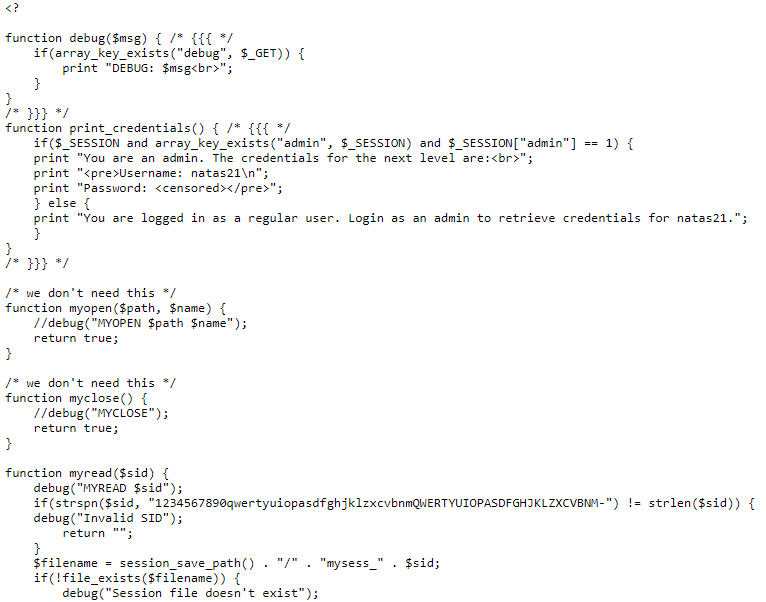 <?
function debug($msg) { /* {{{ */
    if(array_key_exists("debug", $_GET)) {
        print "DEBUG: $msg<br>";
    }
}
/* }}} */
function print_credentials() { /* {{{ */
    if($_SESSION and array_key_exists("admin", $_SESSION) and $_SESSION["admin"] == 1) {
    print "You are an admin. The credentials for the next level are:<br>";
    print "<pre>Username: natas21\n";
    print "Password: <censored></pre>";
    } else {
    print "You are logged in as a regular user. Login as an admin to retrieve credentials for natas21.";
    }
}
/* }}} */
/* we don't need this */
function myopen($path, $name) {
    //debug("MYOPEN $path $name");
    return true;
}
/* we don't need this */
function myclose() {
    //debug("MYCLOSE");
    return true;
}
function myread($sid) {
    debug("MYREAD $sid");
    if(strspn($sid, "1234567890qwertyuiopasdfghjklzxcvbnmQWERTYUIOPASDFGHJKLZXCVBNM-") != strlen($sid)) {
    debug("Invalid SID");
        return "";
    }
    $filename = session_save_path() . "/" . "mysess_" . $sid;
    if(!file_exists($filename)) {
        debug("Session file doesn't exist");